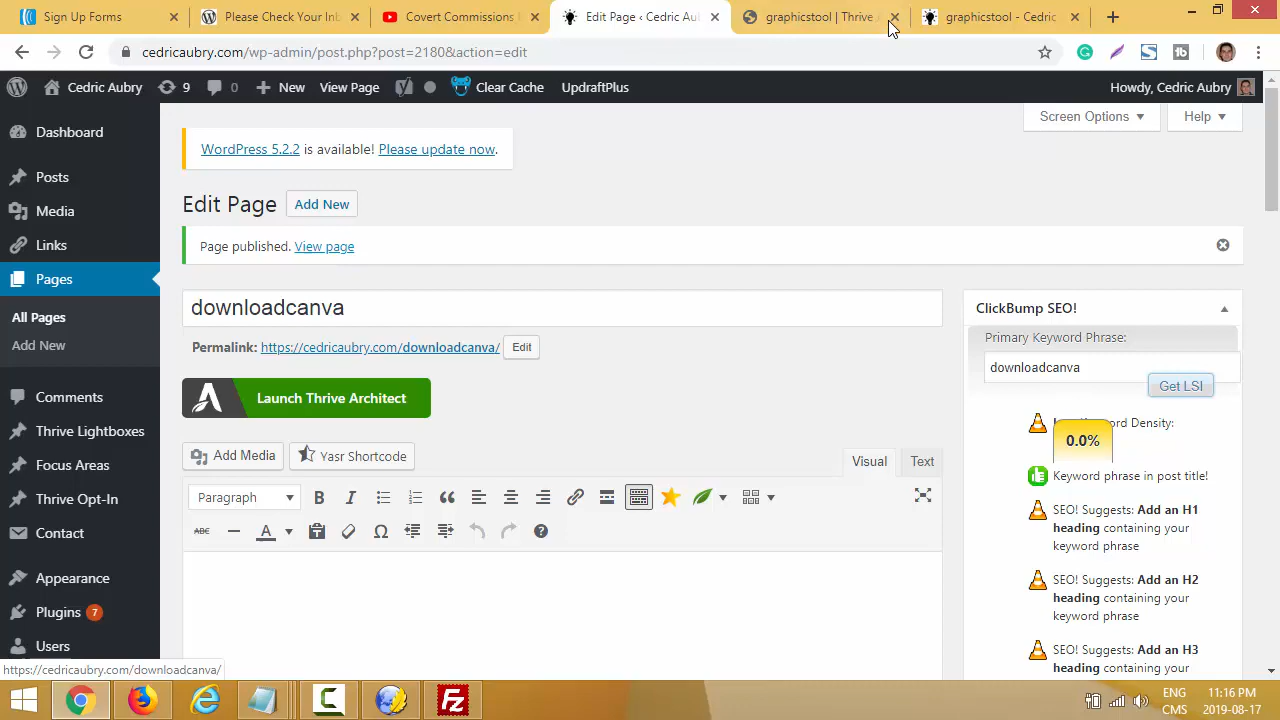 Sign Up Forms
Please Check Your Inb
Covert Commissions
Edit Page ‹ Cedric Au
graphicstool | Thrive
graphicstool - Cedric
cedricaubry.com/wp-admin/post.php?post=2180&action=edit
Cedric Aubry
9
0
New
View Page
Clear Cache
UpdraftPlus
Howdy, Cedric Aubry
Screen Options
Help
WordPress 5.2.2 is available! Please update now.
Edit Page
Add New
Page published. View page
downloadcanva
Permalink: https://cedricaubry.com/downloadcanva/
Edit
Launch Thrive Architect
Add Media
Yasr Shortcode
Visual
Text
Paragraph
ABC
Dashboard
Posts
Media
Links
Pages
All Pages
Add New
Comments
Thrive Lightboxes
Focus Areas
Thrive Opt-In
Contact
Appearance
Plugins 7
Users
ClickBump SEO!
Primary Keyword Phrase:
downloadcanva
Get LSI
Density:
0.0%
Keyword phrase in post title!
SEO! Suggests: Add an H1
heading containing your
keyword phrase
SEO! Suggests: Add an H2
heading containing your
keyword phrase
SEO! Suggests: Add an H3
heading containing your
https://cedricaubry.com/downloadcanva/
ENG
CMS
11:16 PM
2019-08-17